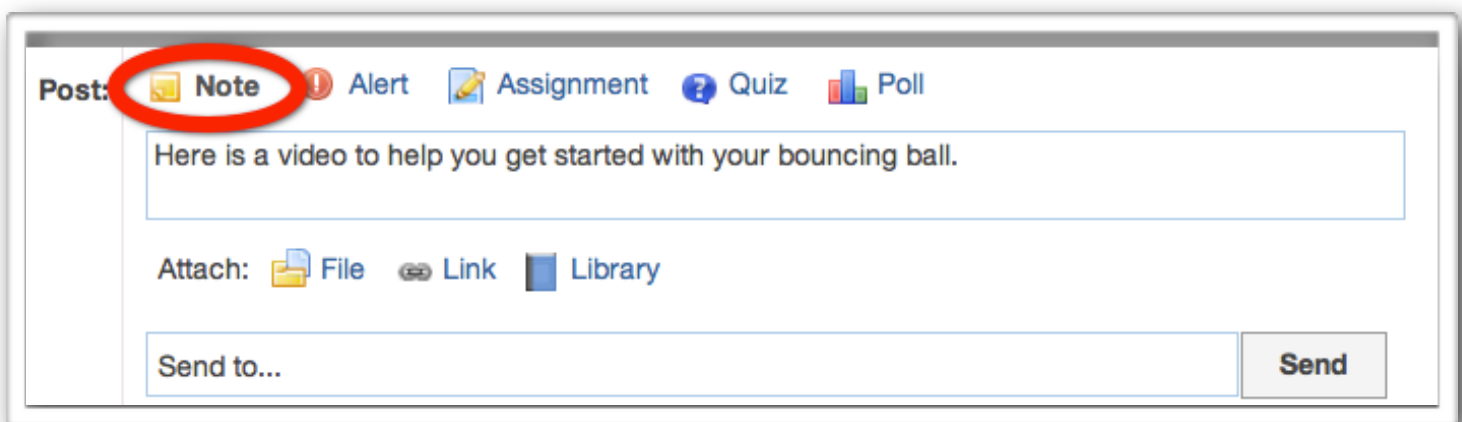 Post: Note Alert Assignment Quiz Poll
Here is a video to help you get started with your bouncing ball.
Attach: File Link Library
Send to... Send